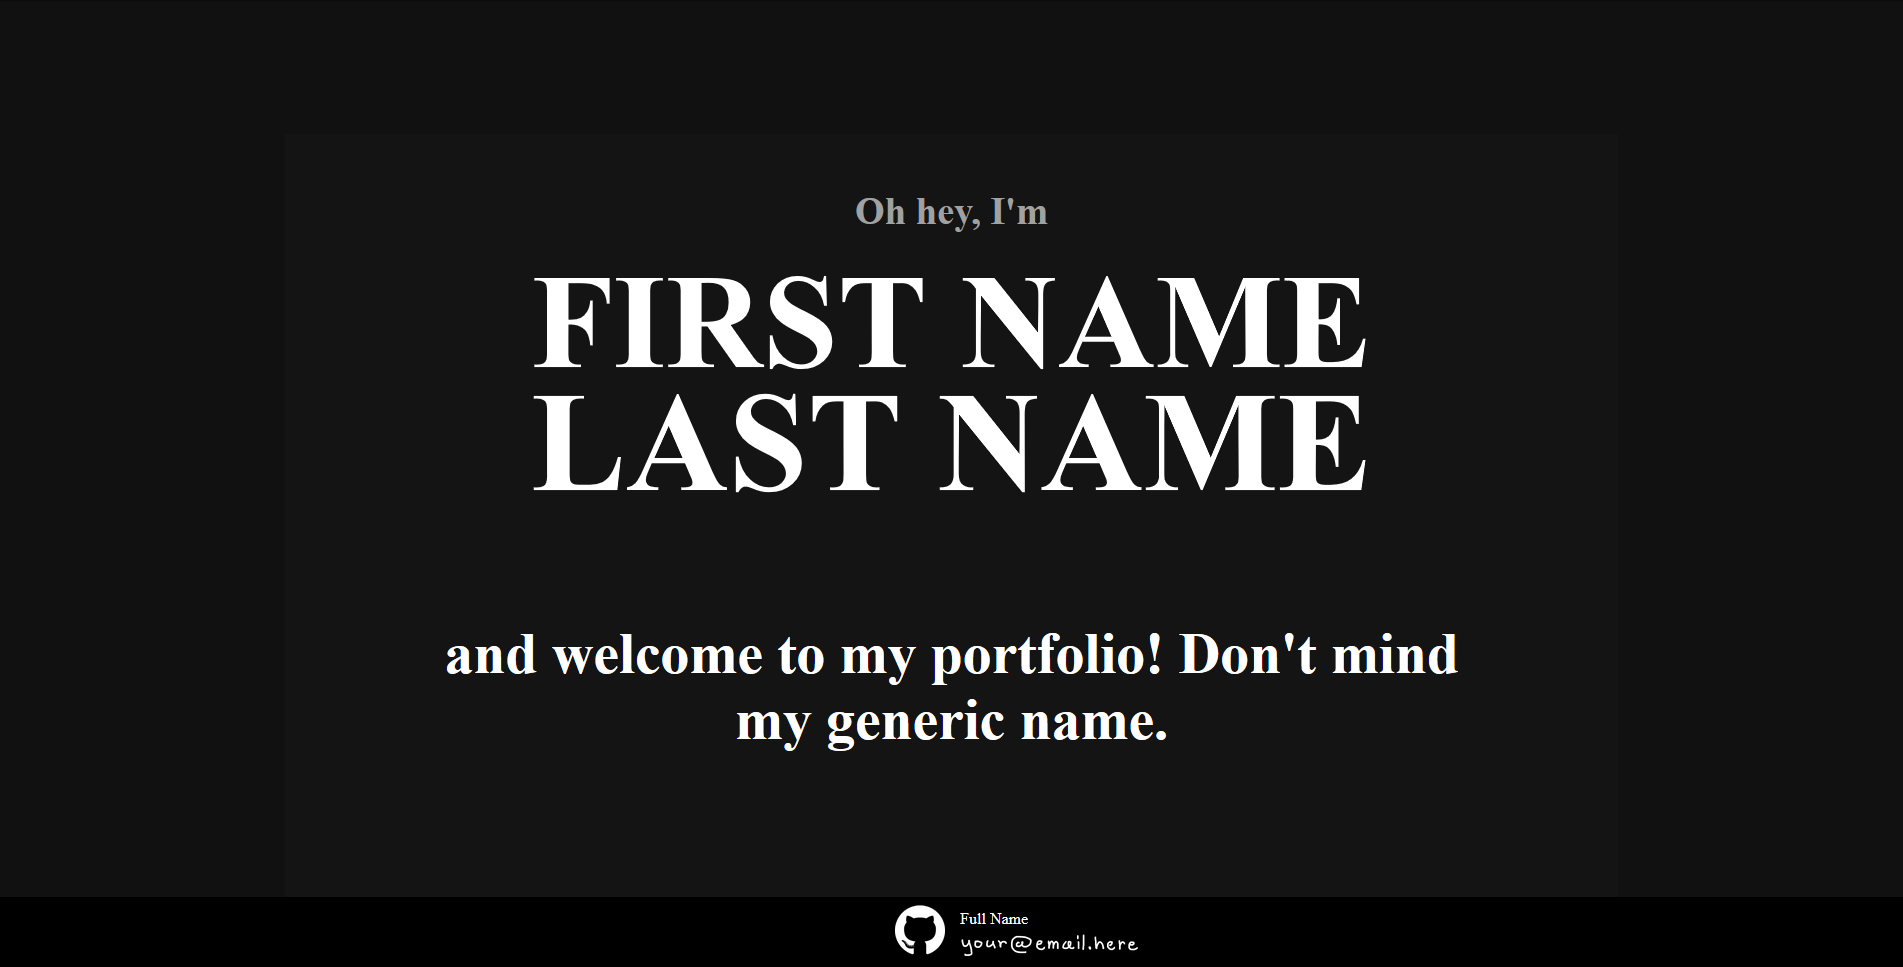 Oh hey, I'm
FIRST NAME
LAST NAME
and welcome to my portfolio! Don't mind
my generic name.
Full Name
your@email.here